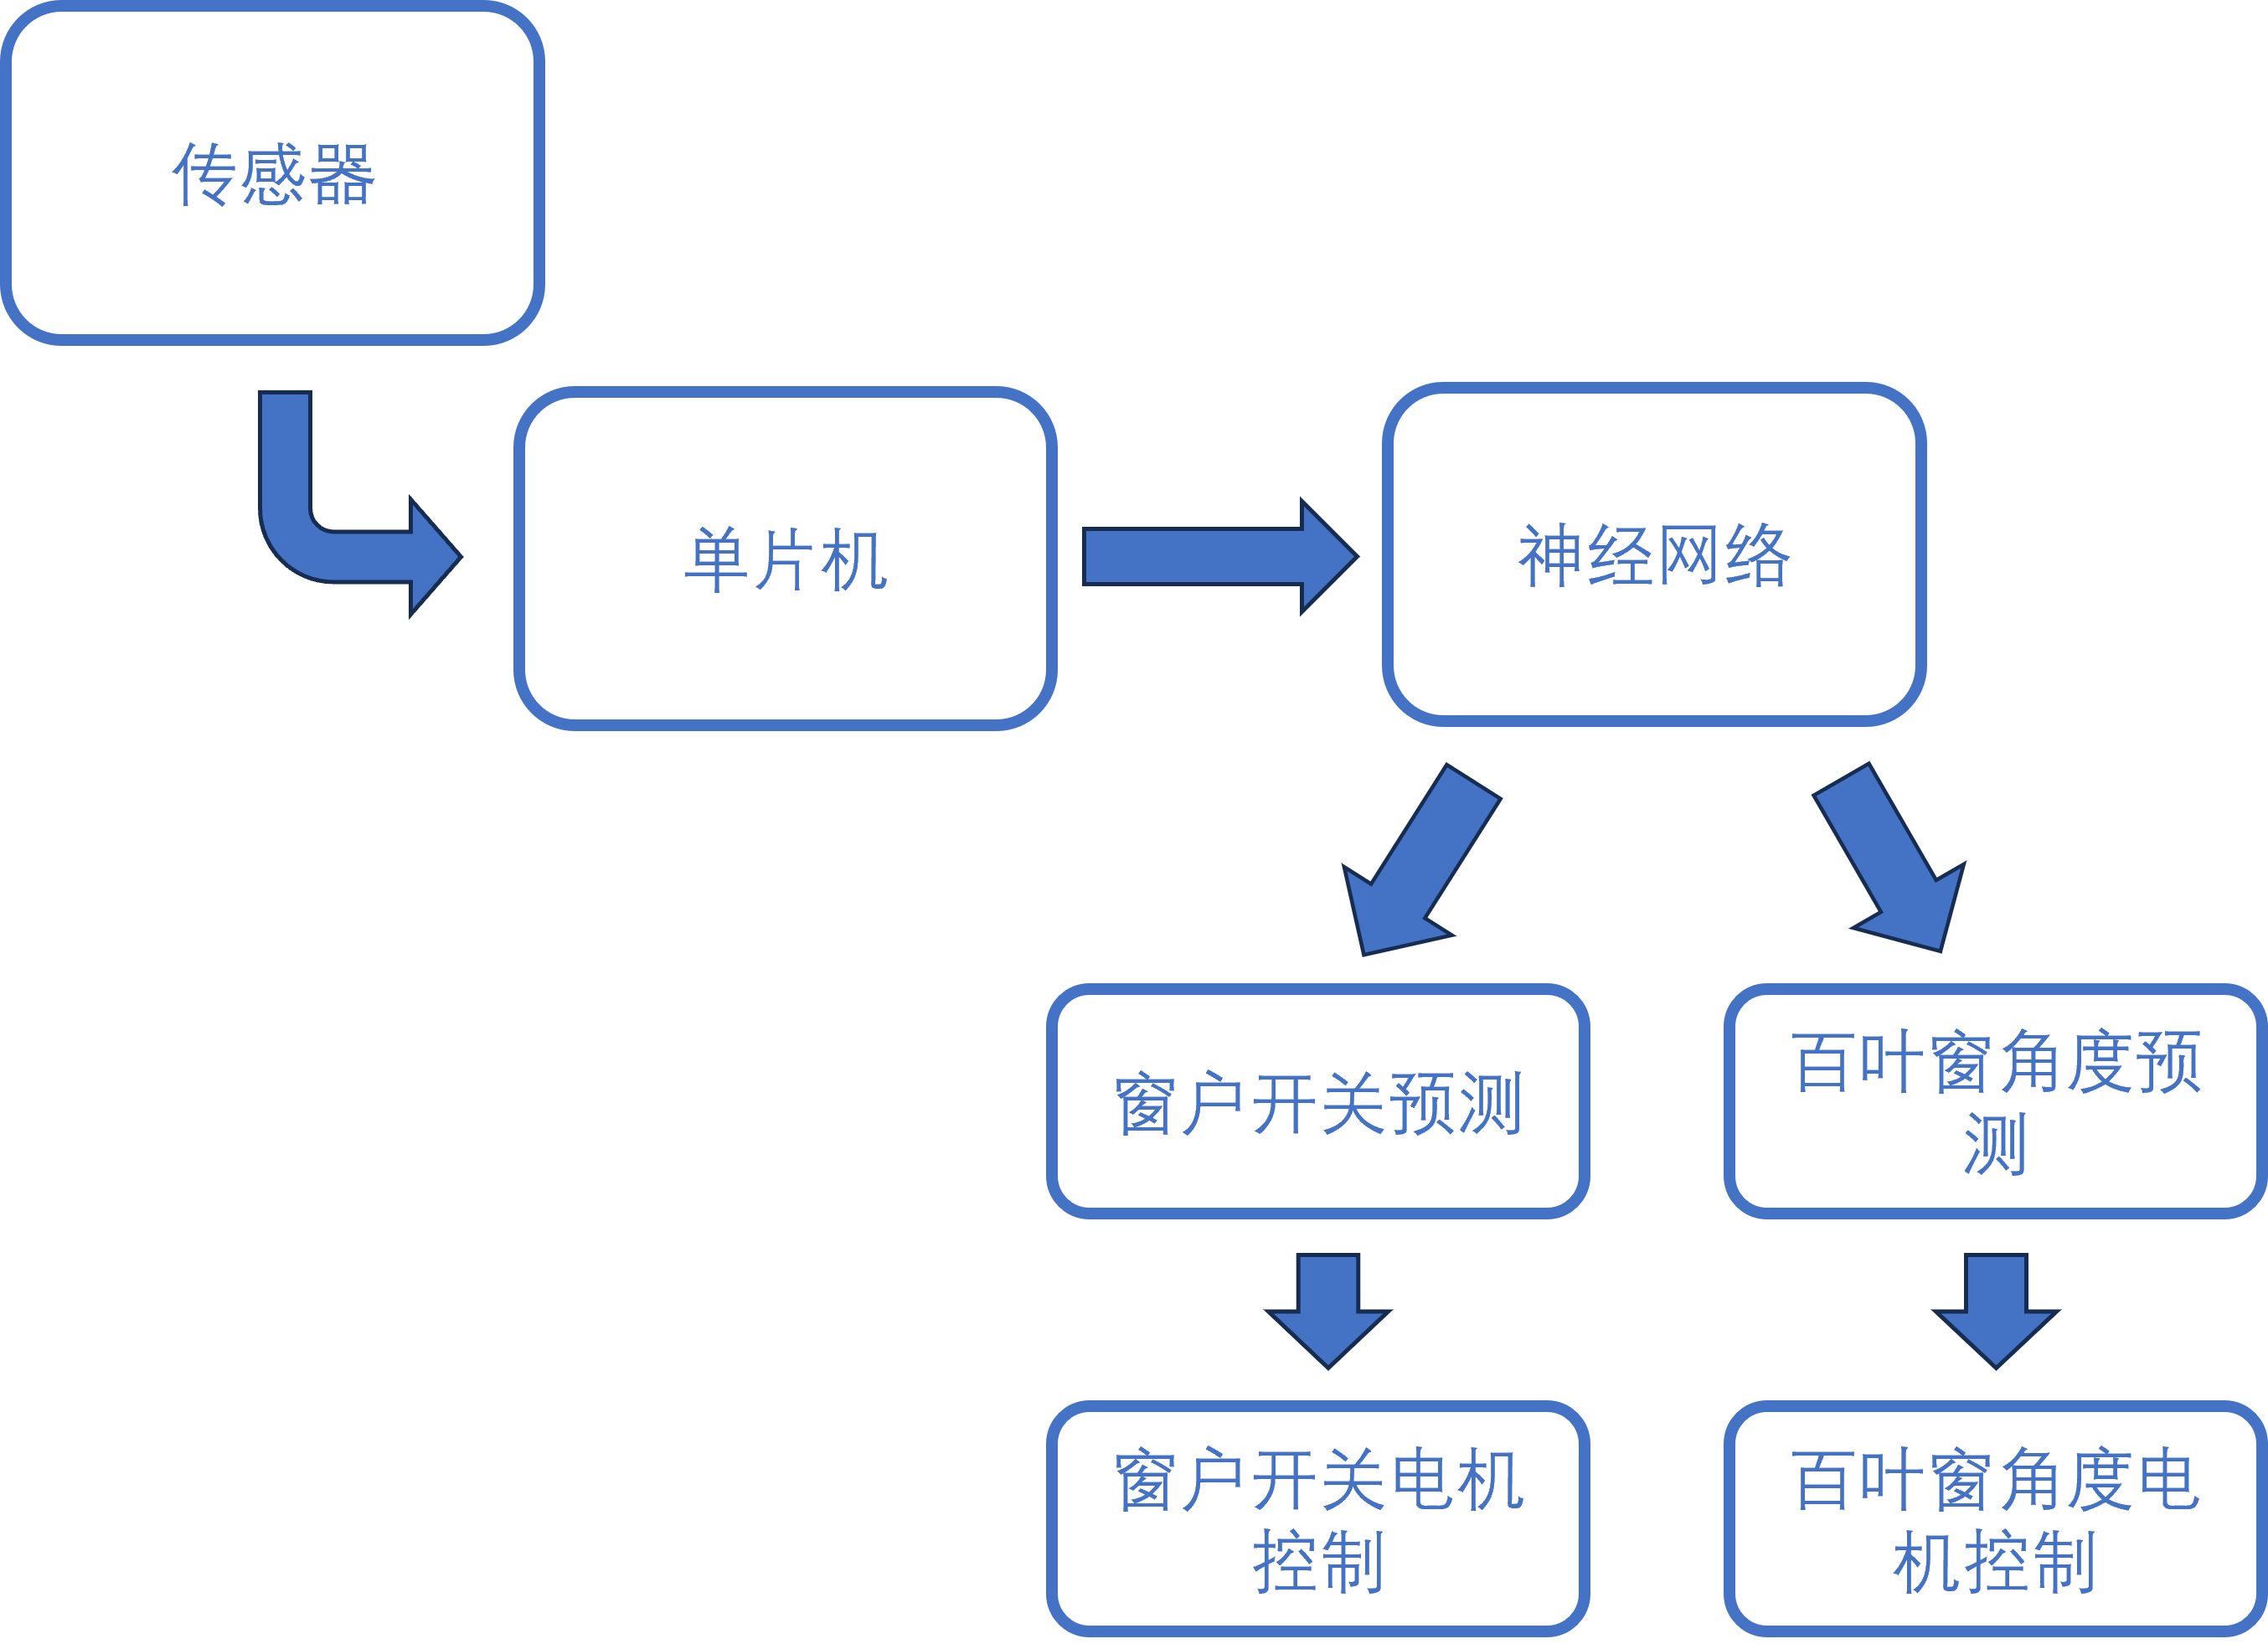 传感器
单片机
神经网络
窗户开关预测
百叶窗角度预
测
窗户开关电机
控制
百叶窗角度电
机控制